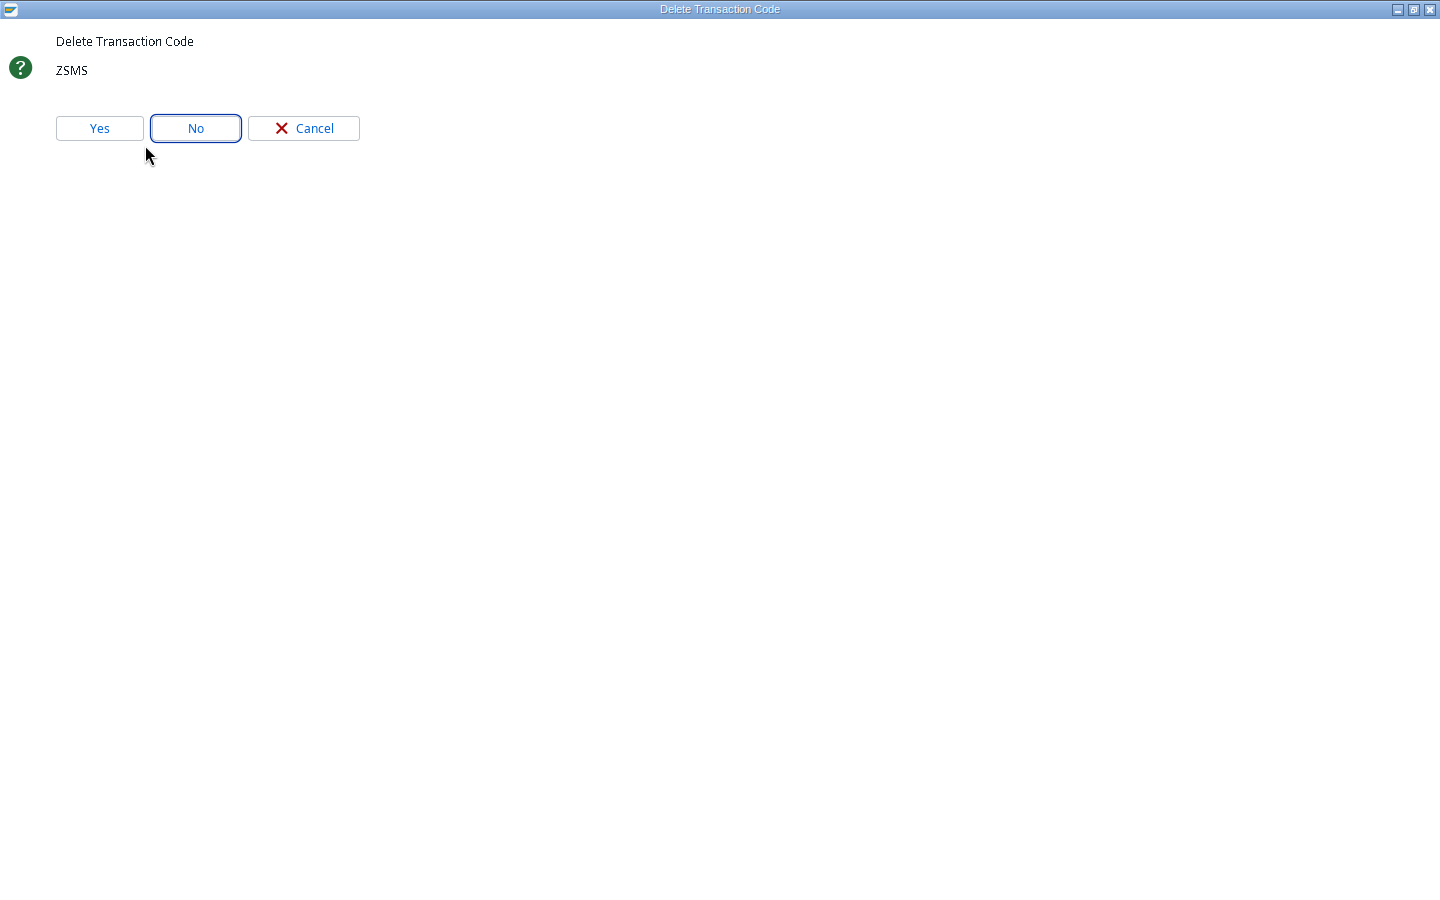 Delete Transaction Code
Delete Transaction Code
?
ZSMS
Yes
No
Cancel